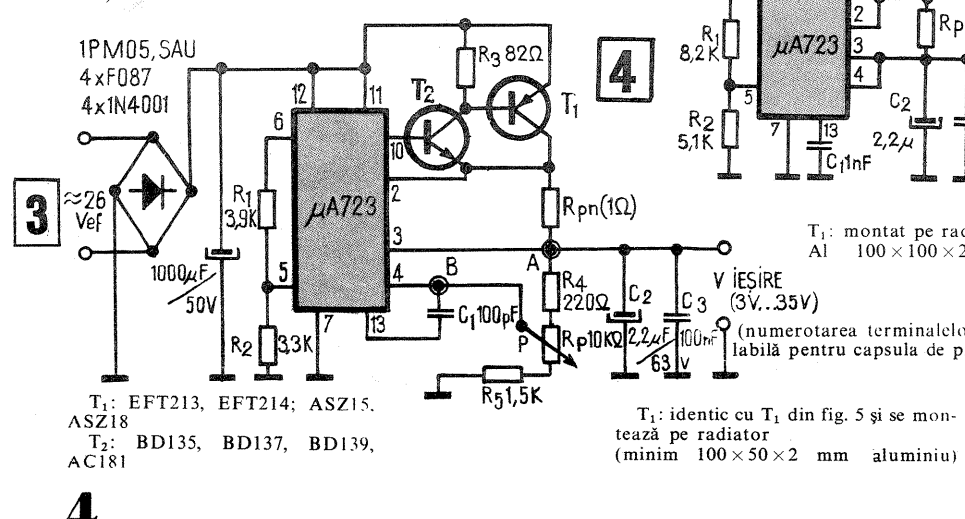 1PM05, SAU
4xF087
4x1N4001
3
≈26
Vef
1000μF/50V
12
11
6
10
2
3
4
5
7
13
μA723
R1
3,9K
R2
3,3K
R3 82Ω
T2
T1
Rpn(1Ω)
A
B
C1 100pF
R4
220Ω
P
Rp10KΩ
R5 1,5K
C2
2,2μF/63V
C3
100nF
V IEȘIRE
(3V...35V)
(numerotarea terminalelo
labilă pentru capsula de p
T1: EFT213, EFT214; ASZ15.
ASZ18
T2: BD135, BD137, BD139,
AC181
4
R1
8,2K
R2
5,1K
μA723
2
3
4
5
7
13
C1 1nF
C2
2,2μ
Rp
T1: montat pe rad
Al 100×100×2
T1: identic cu T1 din fig. 5 și se mon-
tează pe radiator
(minim 100×50×2 mm aluminiu)
4